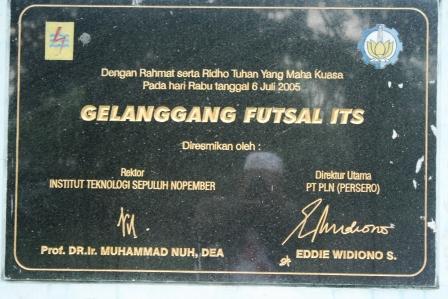 Dengan Rahmat serta Ridho Tuhan Yang Maha Kuasa
Pada hari Rabu tanggal 6 Juli 2005
GELANGGANG FUTSAL ITS
Diresmikan oleh :
Rektor
INSTITUT TEKNOLOGI SEPULUH NOPEMBER
Direktur Utama
PT PLN (PERSERO)
Prof. DR.Ir. MUHAMMAD NUH, DEA
EDDIE WIDIONO S.